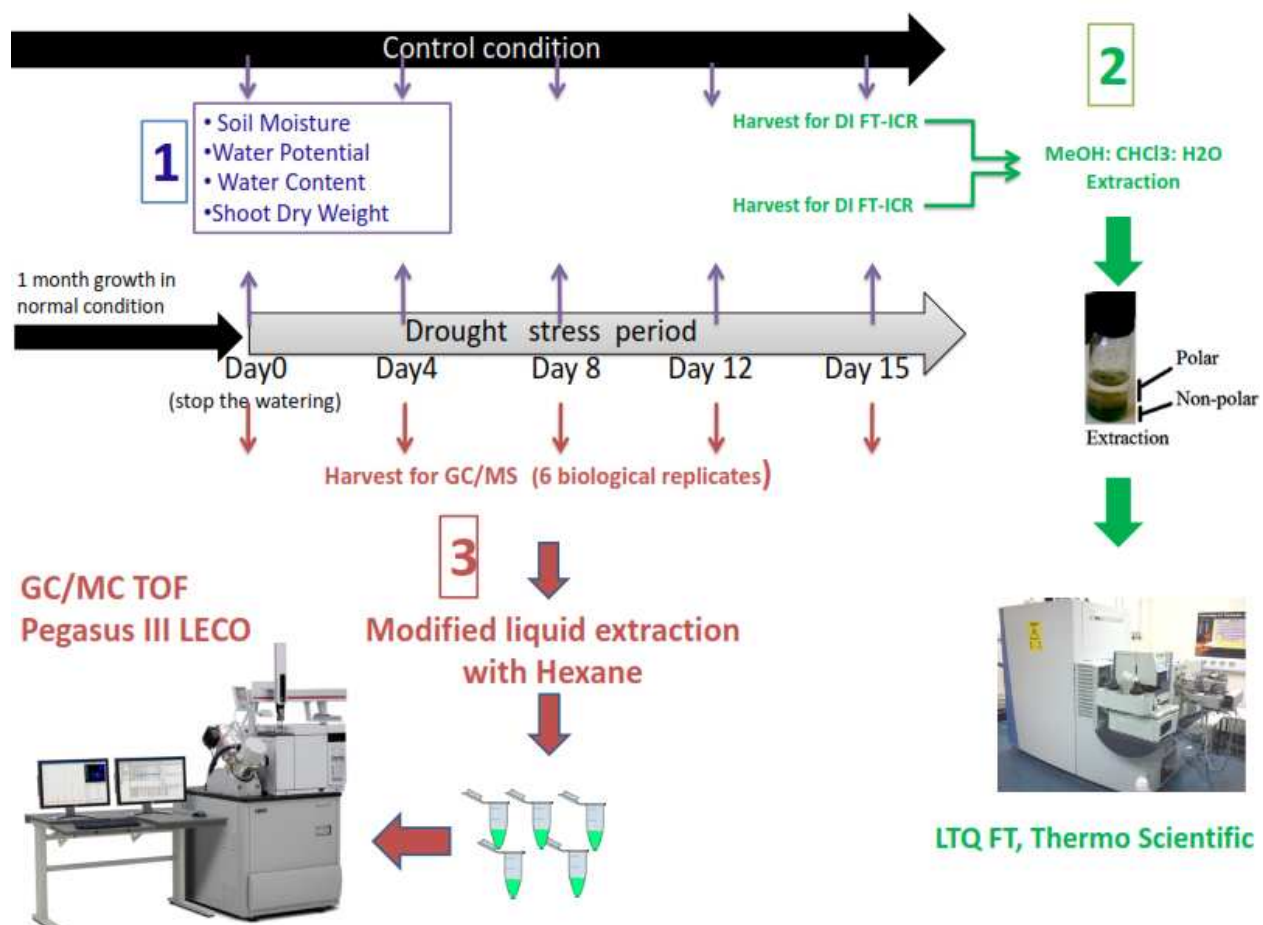 Control condition
2
1
• Soil Moisture
•Water Potential
• Water Content
•Shoot Dry Weight
Harvest for DI FT-ICR
Harvest for DI FT-ICR
MeOH: CHCl3: H2O
Extraction
1 month growth in
normal condition
Drought stress period
Day0
Day4
Day 8
Day 12
Day 15
(stop the watering)
Polar
Non-polar
Extraction
Harvest for GC/MS (6 biological replicates)
3
GC/MC TOF
Pegasus III LECO
Modified liquid extraction
with Hexane
LTQ FT, Thermo Scientific